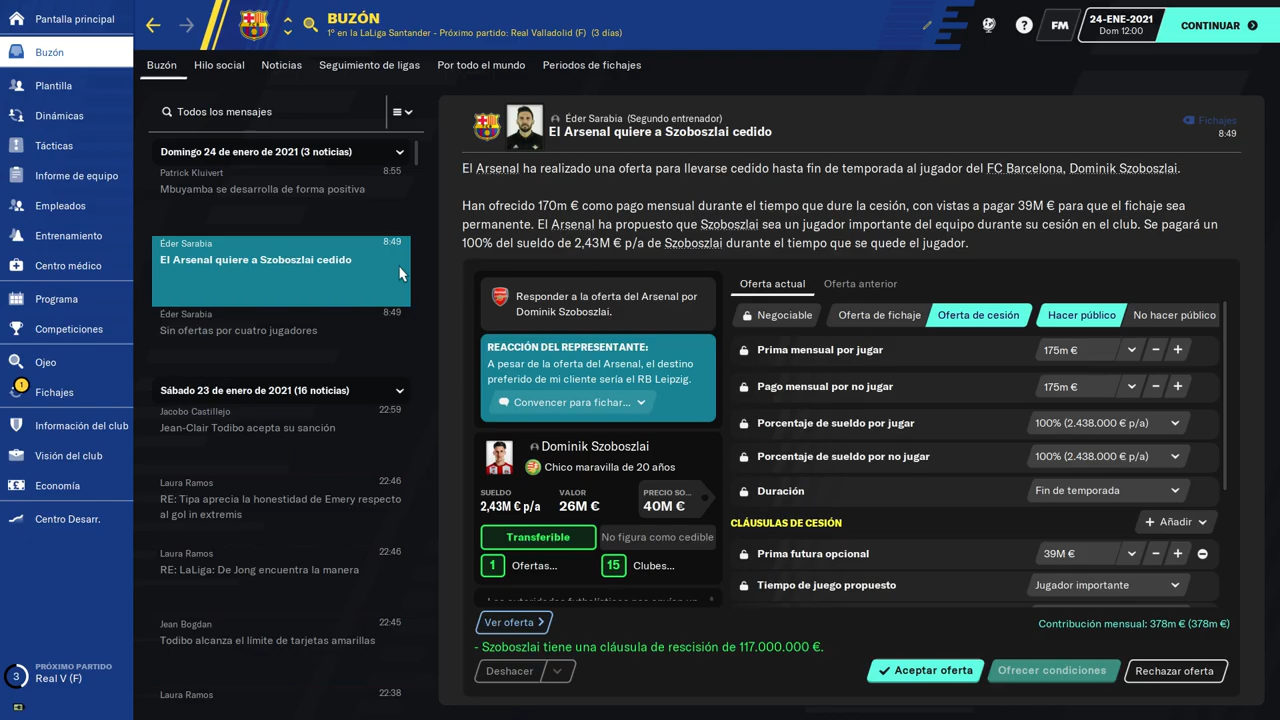 Pantalla principal
Buzón
Plantilla
Dinámicas
Tácticas
Informe de equipo
Empleados
Entrenamiento
Centro médico
Programa
Competiciones
Ojeo
1
Fichajes
Información del club
Visión del club
Economía
Centro Desarr.
3
PRÓXIMO PARTIDO
Real V (F)
BUZÓN
1º en la LaLiga Santander - Próximo partido: Real Valladolid (F) (3 días)
?
FM
24-ENE-2021
Dom 12:00
CONTINUAR
Buzón
Hilo social
Noticias
Seguimiento de ligas
Por todo el mundo
Periodos de fichajes
Todos los mensajes
Domingo 24 de enero de 2021 (3 noticias)
Patrick Kluivert 8:55
Mbuyamba se desarrolla de forma positiva
Éder Sarabia 8:49
El Arsenal quiere a Szoboszlai cedido
Éder Sarabia 8:49
Sin ofertas por cuatro jugadores
Sábado 23 de enero de 2021 (16 noticias)
Jacobo Castillejo 22:59
Jean-Clair Todibo acepta su sanción
Laura Ramos 22:46
RE: Tipa aprecia la honestidad de Emery respecto
al gol in extremis
Laura Ramos 22:46
RE: LaLiga: De Jong encuentra la manera
Jean Bogdan 22:45
Todibo alcanza el límite de tarjetas amarillas
Laura Ramos 22:38
Éder Sarabia (Segundo entrenador)
El Arsenal quiere a Szoboszlai cedido
Fichajes
8:49
El Arsenal ha realizado una oferta para llevarse cedido hasta fin de temporada al jugador del FC Barcelona, Dominik Szoboszlai.
Han ofrecido 170m € como pago mensual durante el tiempo que dure la cesión, con vistas a pagar 39M € para que el fichaje sea
permanente. El Arsenal ha propuesto que Szoboszlai sea un jugador importante del equipo durante su cesión en el club. Se pagará un
100% del sueldo de 2,43M € p/a de Szoboszlai durante el tiempo que se quede el jugador.
Responder a la oferta del Arsenal por
Dominik Szoboszlai.
REACCIÓN DEL REPRESENTANTE:
A pesar de la oferta del Arsenal, el destino
preferido de mi cliente sería el RB Leipzig.
Convencer para fichar...
Dominik Szoboszlai
Chico maravilla de 20 años
SUELDO
2,43M € p/a
VALOR
26M €
PRECIO SO...
40M €
Transferible
No figura como cedible
1 Ofertas...
15 Clubes...
Oferta actual
Oferta anterior
Negociable
Oferta de fichaje
Oferta de cesión
Hacer público
No hacer público
Prima mensual por jugar 175m €
Pago mensual por no jugar 175m €
Porcentaje de sueldo por jugar 100% (2.438.000 € p/a)
Porcentaje de sueldo por no jugar 100% (2.438.000 € p/a)
Duración Fin de temporada
CLÁUSULAS DE CESIÓN
Añadir
Prima futura opcional 39M €
Tiempo de juego propuesto Jugador importante
Ver oferta
Contribución mensual: 378m € (378m €)
- Szoboszlai tiene una cláusula de rescisión de 117.000.000 €.
Deshacer
Aceptar oferta
Ofrecer condiciones
Rechazar oferta